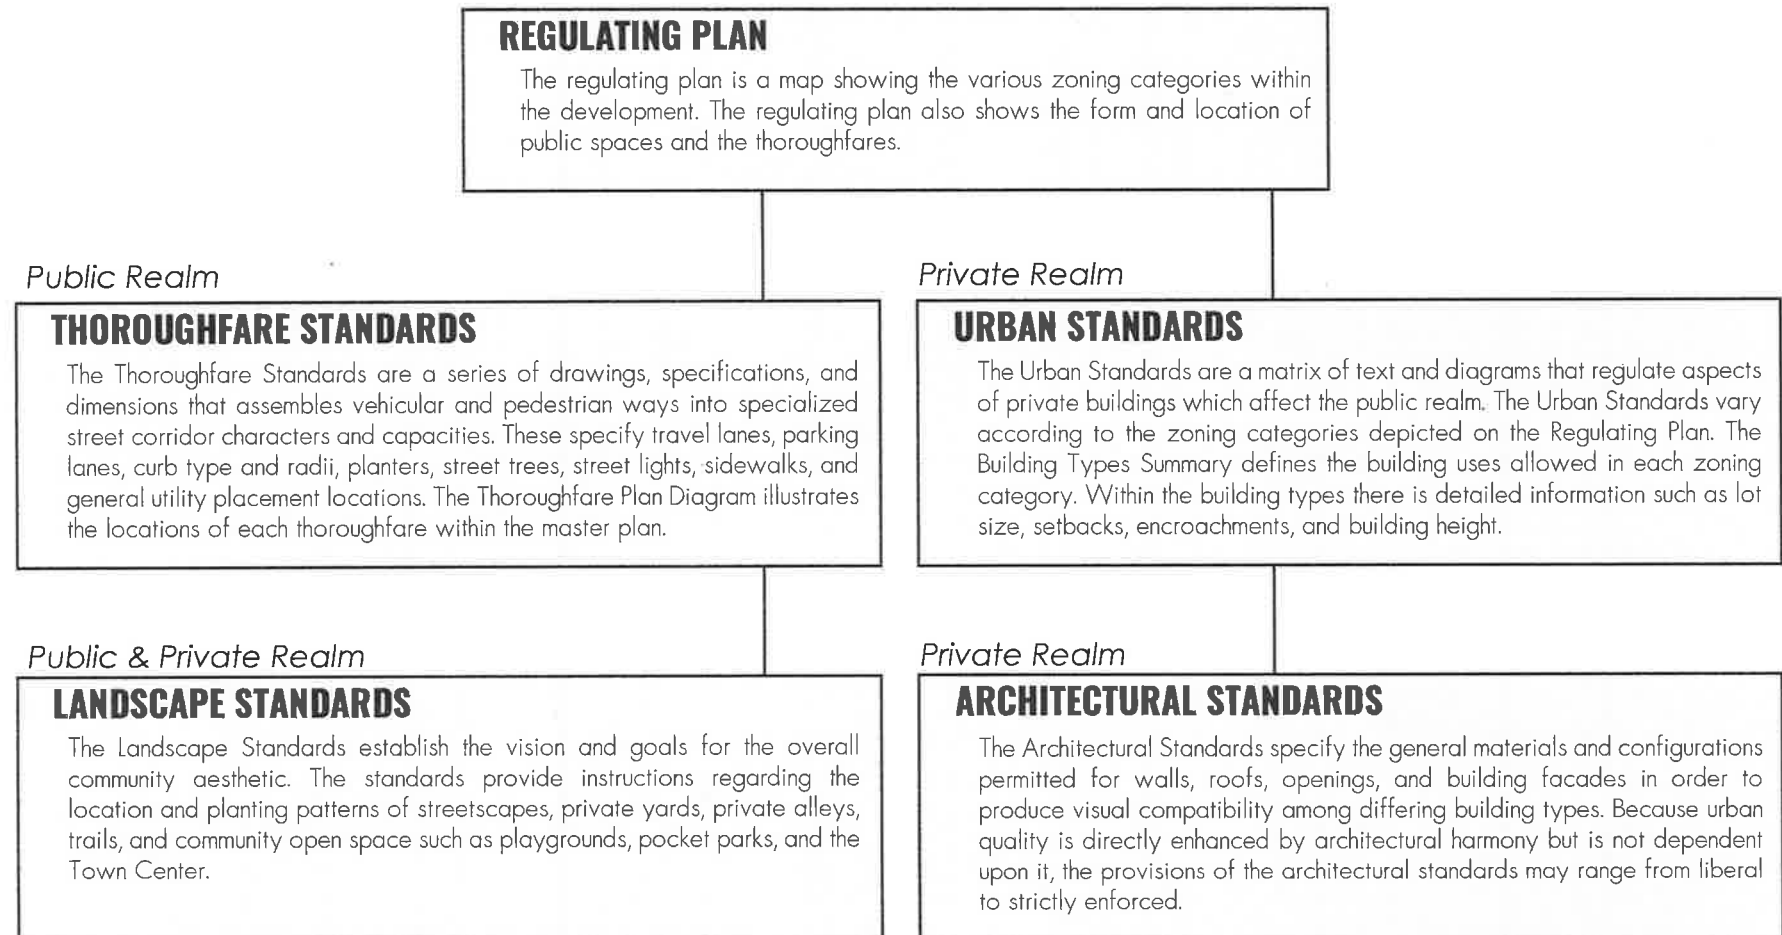 REGULATING PLAN
The regulating plan is a map showing the various zoning categories within
the development. The regulating plan also shows the form and location of
public spaces and the thoroughfares.
Public Realm
THOROUGHFARE STANDARDS
The Thoroughfare Standards are a series of drawings, specifications, and
dimensions that assembles vehicular and pedestrian ways into specialized
street corridor characters and capacities. These specify travel lanes, parking
lanes, curb type and radii, planters, street trees, street lights, sidewalks, and
general utility placement locations. The Thoroughfare Plan Diagram illustrates
the locations of each thoroughfare within the master plan.
Private Realm
URBAN STANDARDS
The Urban Standards are a matrix of text and diagrams that regulate aspects
of private buildings which affect the public realm. The Urban Standards vary
according to the zoning categories depicted on the Regulating Plan. The
Building Types Summary defines the building uses allowed in each zoning
category. Within the building types there is detailed information such as lot
size, setbacks, encroachments, and building height.
Public & Private Realm
LANDSCAPE STANDARDS
The Landscape Standards establish the vision and goals for the overall
community aesthetic. The standards provide instructions regarding the
location and planting patterns of streetscapes, private yards, private alleys,
trails, and community open space such as playgrounds, pocket parks, and the
Town Center.
Private Realm
ARCHITECTURAL STANDARDS
The Architectural Standards specify the general materials and configurations
permitted for walls, roofs, openings, and building facades in order to
produce visual compatibility among differing building types. Because urban
quality is directly enhanced by architectural harmony but is not dependent
upon it, the provisions of the architectural standards may range from liberal
to strictly enforced.